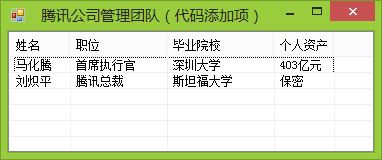 腾讯公司管理团队（代码添加项）
姓名 职位 毕业院校 个人资产
马化腾 首席执行官 深圳大学 403亿元
刘炽平 腾讯总裁 斯坦福大学 保密